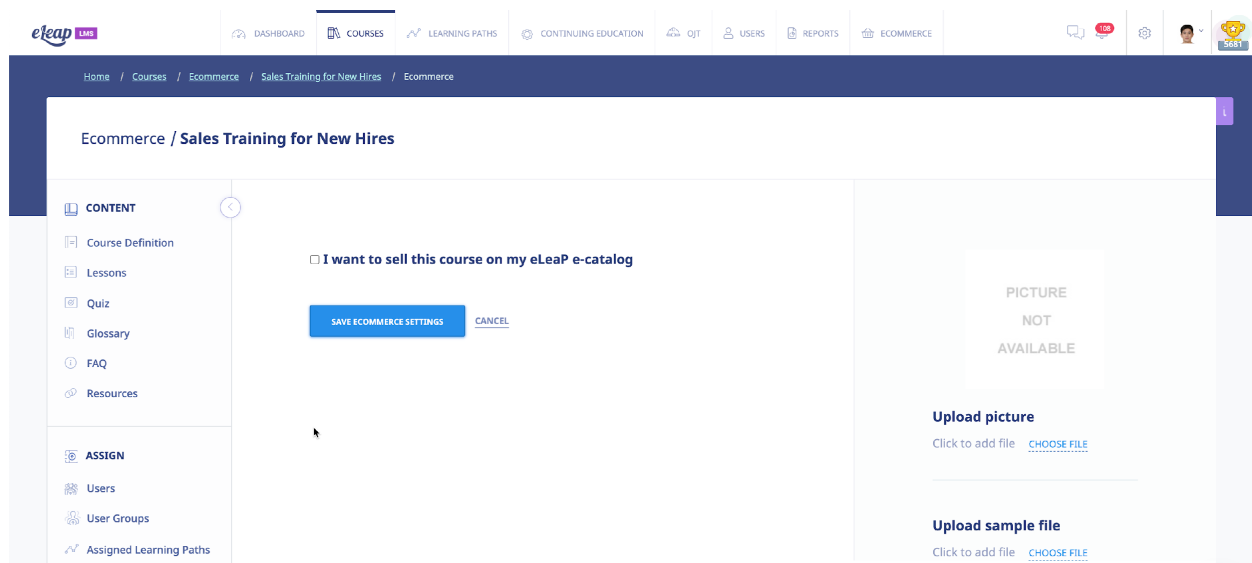 eLeap LMS
DASHBOARD
COURSES
LEARNING PATHS
CONTINUING EDUCATION
OJT
USERS
REPORTS
ECOMMERCE
108
5681
Home / Courses / Ecommerce / Sales Training for New Hires / Ecommerce
Ecommerce / Sales Training for New Hires
CONTENT
Course Definition
Lessons
Quiz
Glossary
FAQ
Resources
ASSIGN
Users
User Groups
Assigned Learning Paths
I want to sell this course on my eLeaP e-catalog
SAVE ECOMMERCE SETTINGS CANCEL
PICTURE
NOT
AVAILABLE
Upload picture
Click to add file CHOOSE FILE
Upload sample file
Click to add file CHOOSE FILE